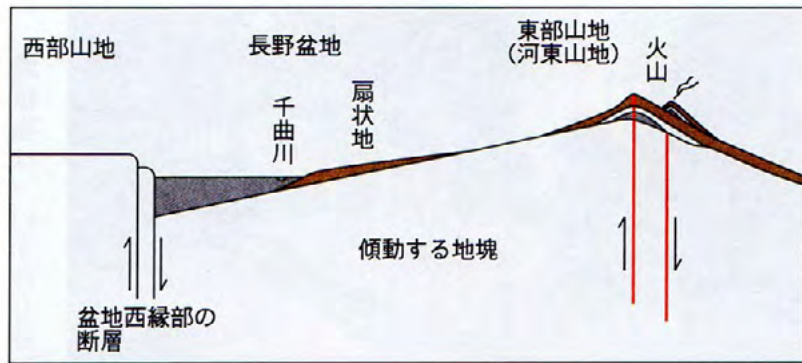 西部山地
長野盆地
東部山地
(河東山地)
火山
千曲川
扇状地
傾動する地塊
盆地西縁部の
断層